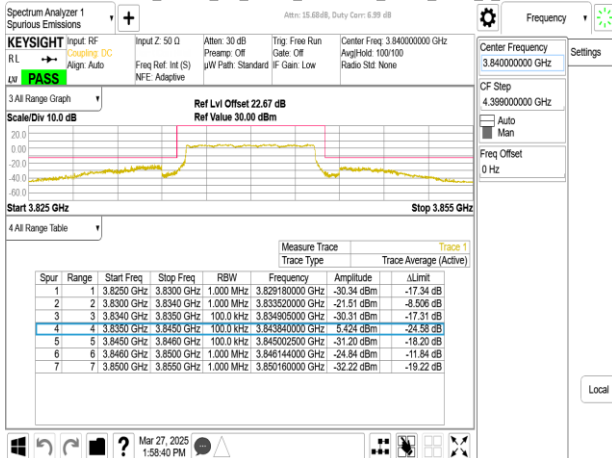 Spectrum Analyzer 1
Spurious Emissions
Attn: 15.68dB, Duty Corr: 6.99 dB
Frequency
KEYSIGHT Input: RF Input Z: 50 Ω Atten: 30 dB Trig: Free Run Center Freq: 3.840000000 GHz
RL Coupling: DC Preamp: Off Gate: Off Avg|Hold: 100/100
Align: Auto Freq Ref: Int (S) µW Path: Standard IF Gain: Low Radio Std: None
LXI PASS NFE: Adaptive
Center Frequency
3.840000000 GHz
Settings
CF Step
4.399000000 GHz
Auto
Man
Freq Offset
0 Hz
Local
3 All Range Graph
Ref Lvl Offset 22.67 dB
Scale/Div 10.0 dB Ref Value 30.00 dBm
20.0
0.00
-20.0
-40.0
-60.0
Start 3.825 GHz Stop 3.855 GHz
4 All Range Table
Measure Trace Trace 1
Trace Type Trace Average (Active)
Spur Range Start Freq Stop Freq RBW Frequency Amplitude ΔLimit
1 1 3.8250 GHz 3.8300 GHz 1.000 MHz 3.829180000 GHz -30.34 dBm -17.34 dB
2 2 3.8300 GHz 3.8340 GHz 1.000 MHz 3.833520000 GHz -21.51 dBm -8.506 dB
3 3 3.8340 GHz 3.8350 GHz 100.0 kHz 3.834905000 GHz -30.31 dBm -17.31 dB
4 4 3.8350 GHz 3.8450 GHz 100.0 kHz 3.843840000 GHz 5.424 dBm -24.58 dB
5 5 3.8450 GHz 3.8460 GHz 100.0 kHz 3.845002500 GHz -31.20 dBm -18.20 dB
6 6 3.8460 GHz 3.8500 GHz 1.000 MHz 3.846144000 GHz -24.84 dBm -11.84 dB
7 7 3.8500 GHz 3.8550 GHz 1.000 MHz 3.850160000 GHz -32.22 dBm -19.22 dB
?
Mar 27, 2025
1:58:40 PM